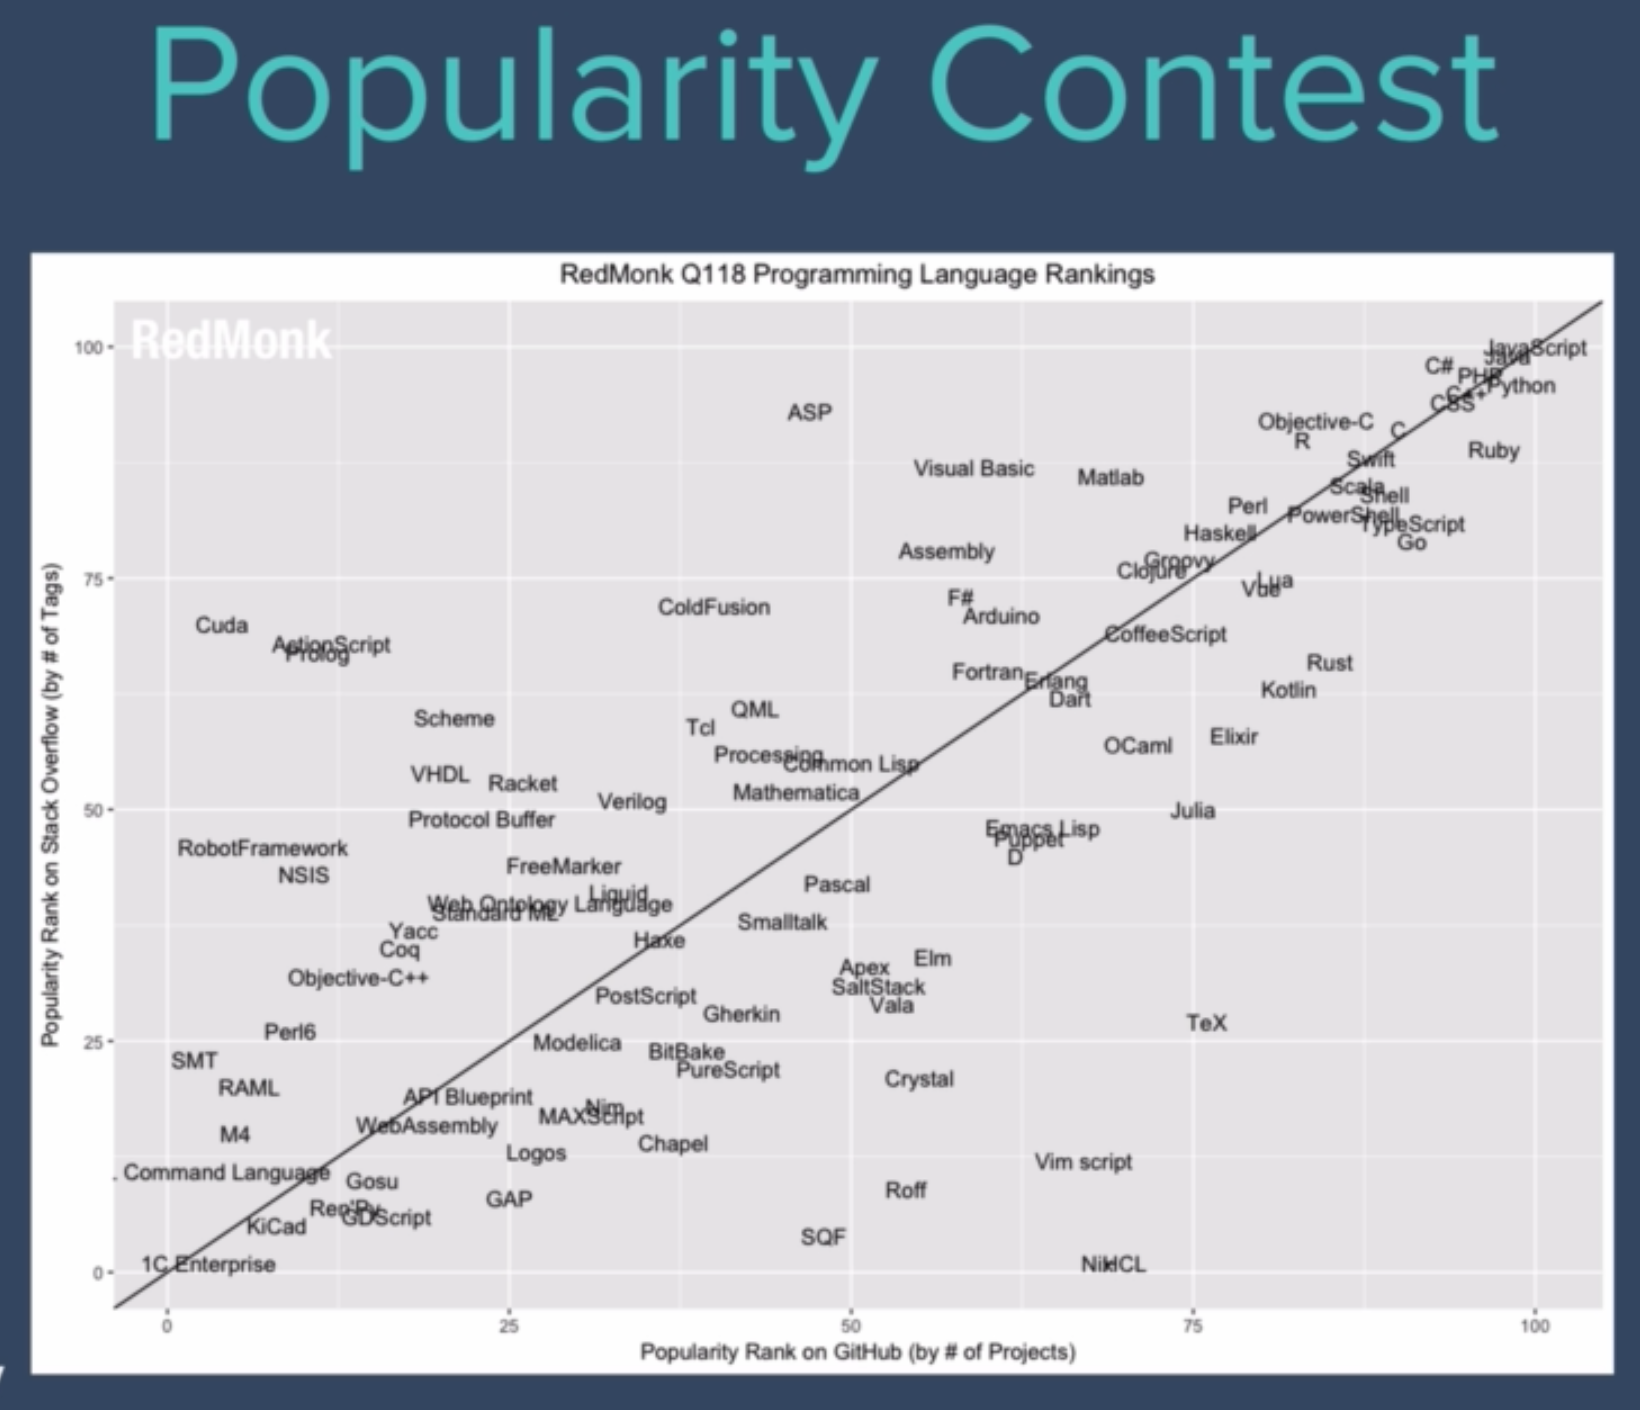 Popularity Contest
RedMonk Q118 Programming Language Rankings
RedMonk
Popularity Rank on Stack Overflow (by # of Tags)
100
75
50
25
0
JavaScript
Java
C#
PHP
Python
C++
CSS
ASP
Objective-C
C
R
Ruby
Swift
Visual Basic
Matlab
Scala
Shell
Perl
PowerShell
TypeScript
Haskell
Go
Assembly
Groovy
Clojure
Lua
Vue
F#
ColdFusion
Arduino
Cuda
CoffeeScript
ActionScript
Prolog
Rust
Fortran
Erlang
Kotlin
Dart
QML
Scheme
Tcl
Elixir
OCaml
Processing
Common Lisp
VHDL
Racket
Mathematica
Verilog
Julia
Protocol Buffer
Emacs Lisp
Puppet
RobotFramework
D
FreeMarker
NSIS
Pascal
Liquid
Web Ontology Language
Standard ML
Smalltalk
Yacc
Haxe
Coq
Elm
Apex
Objective-C++
SaltStack
PostScript
Vala
Gherkin
TeX
Perl6
Modelica
BitBake
SMT
PureScript
Crystal
RAML
API Blueprint
Nim
MAXScript
WebAssembly
M4
Chapel
Logos
Vim script
Command Language
Gosu
Roff
GAP
Ren'Py
GDScript
KiCad
SQF
1C Enterprise
Nix
HCL
0 25 50 75 100
Popularity Rank on GitHub (by # of Projects)